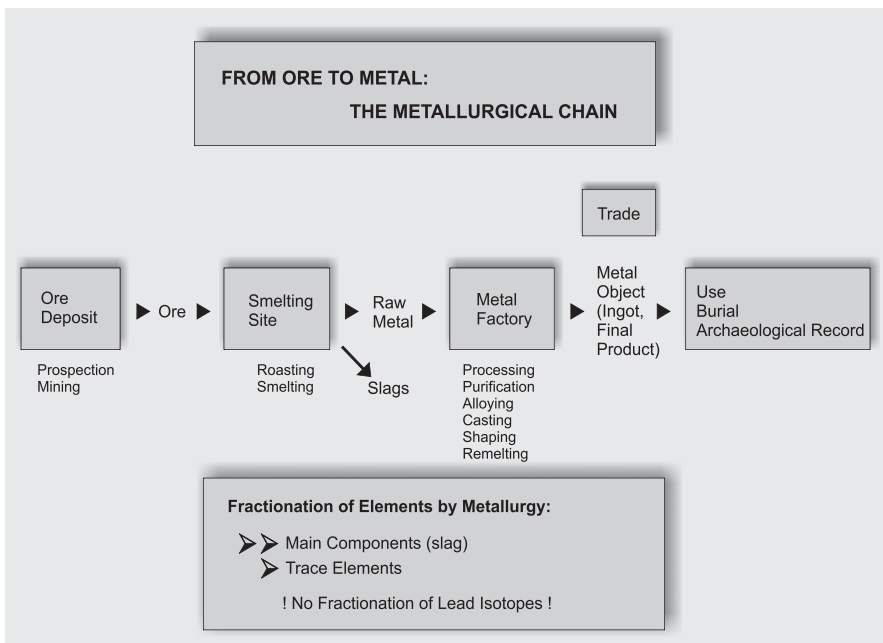 FROM ORE TO METAL:
THE METALLURGICAL CHAIN
Trade
Ore
Deposit
Prospection
Mining
Ore
Smelting
Site
Roasting
Smelting
Raw
Metal
Slags
Metal
Factory
Processing
Purification
Alloying
Casting
Shaping
Remelting
Metal
Object
(Ingot,
Final
Product)
Use
Burial
Archaeological Record
Fractionation of Elements by Metallurgy:
Main Components (slag)
Trace Elements
! No Fractionation of Lead Isotopes !